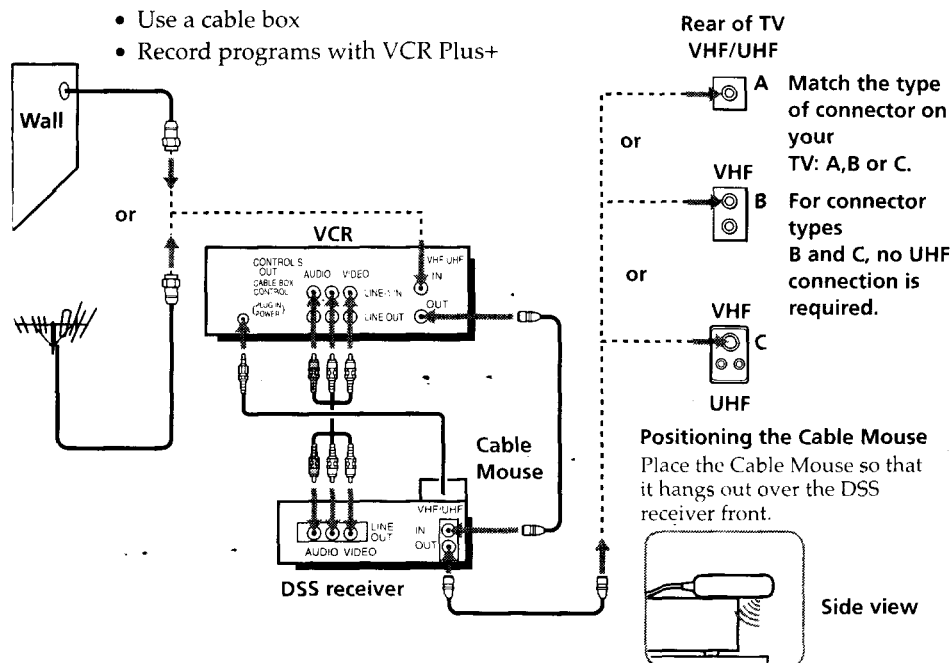 • Use a cable box
• Record programs with VCR Plus+
Wall
or
VCR
CONTROL S
OUT
CABLE BOX
CONTROL
PLUG IN
POWER
AUDIO VIDEO
LINE-1 IN
LINE OUT
VHF/UHF
IN
OUT
Cable
Mouse
VHF/UHF
IN
OUT
LINE
OUT
AUDIO VIDEO
DSS receiver
Rear of TV
VHF/UHF
A
or
VHF
B
or
VHF
C
UHF
Match the type
of connector on
your
TV: A,B or C.
For connector
types
B and C, no UHF
connection is
required.
Positioning the Cable Mouse
Place the Cable Mouse so that
it hangs out over the DSS
receiver front.
Side view